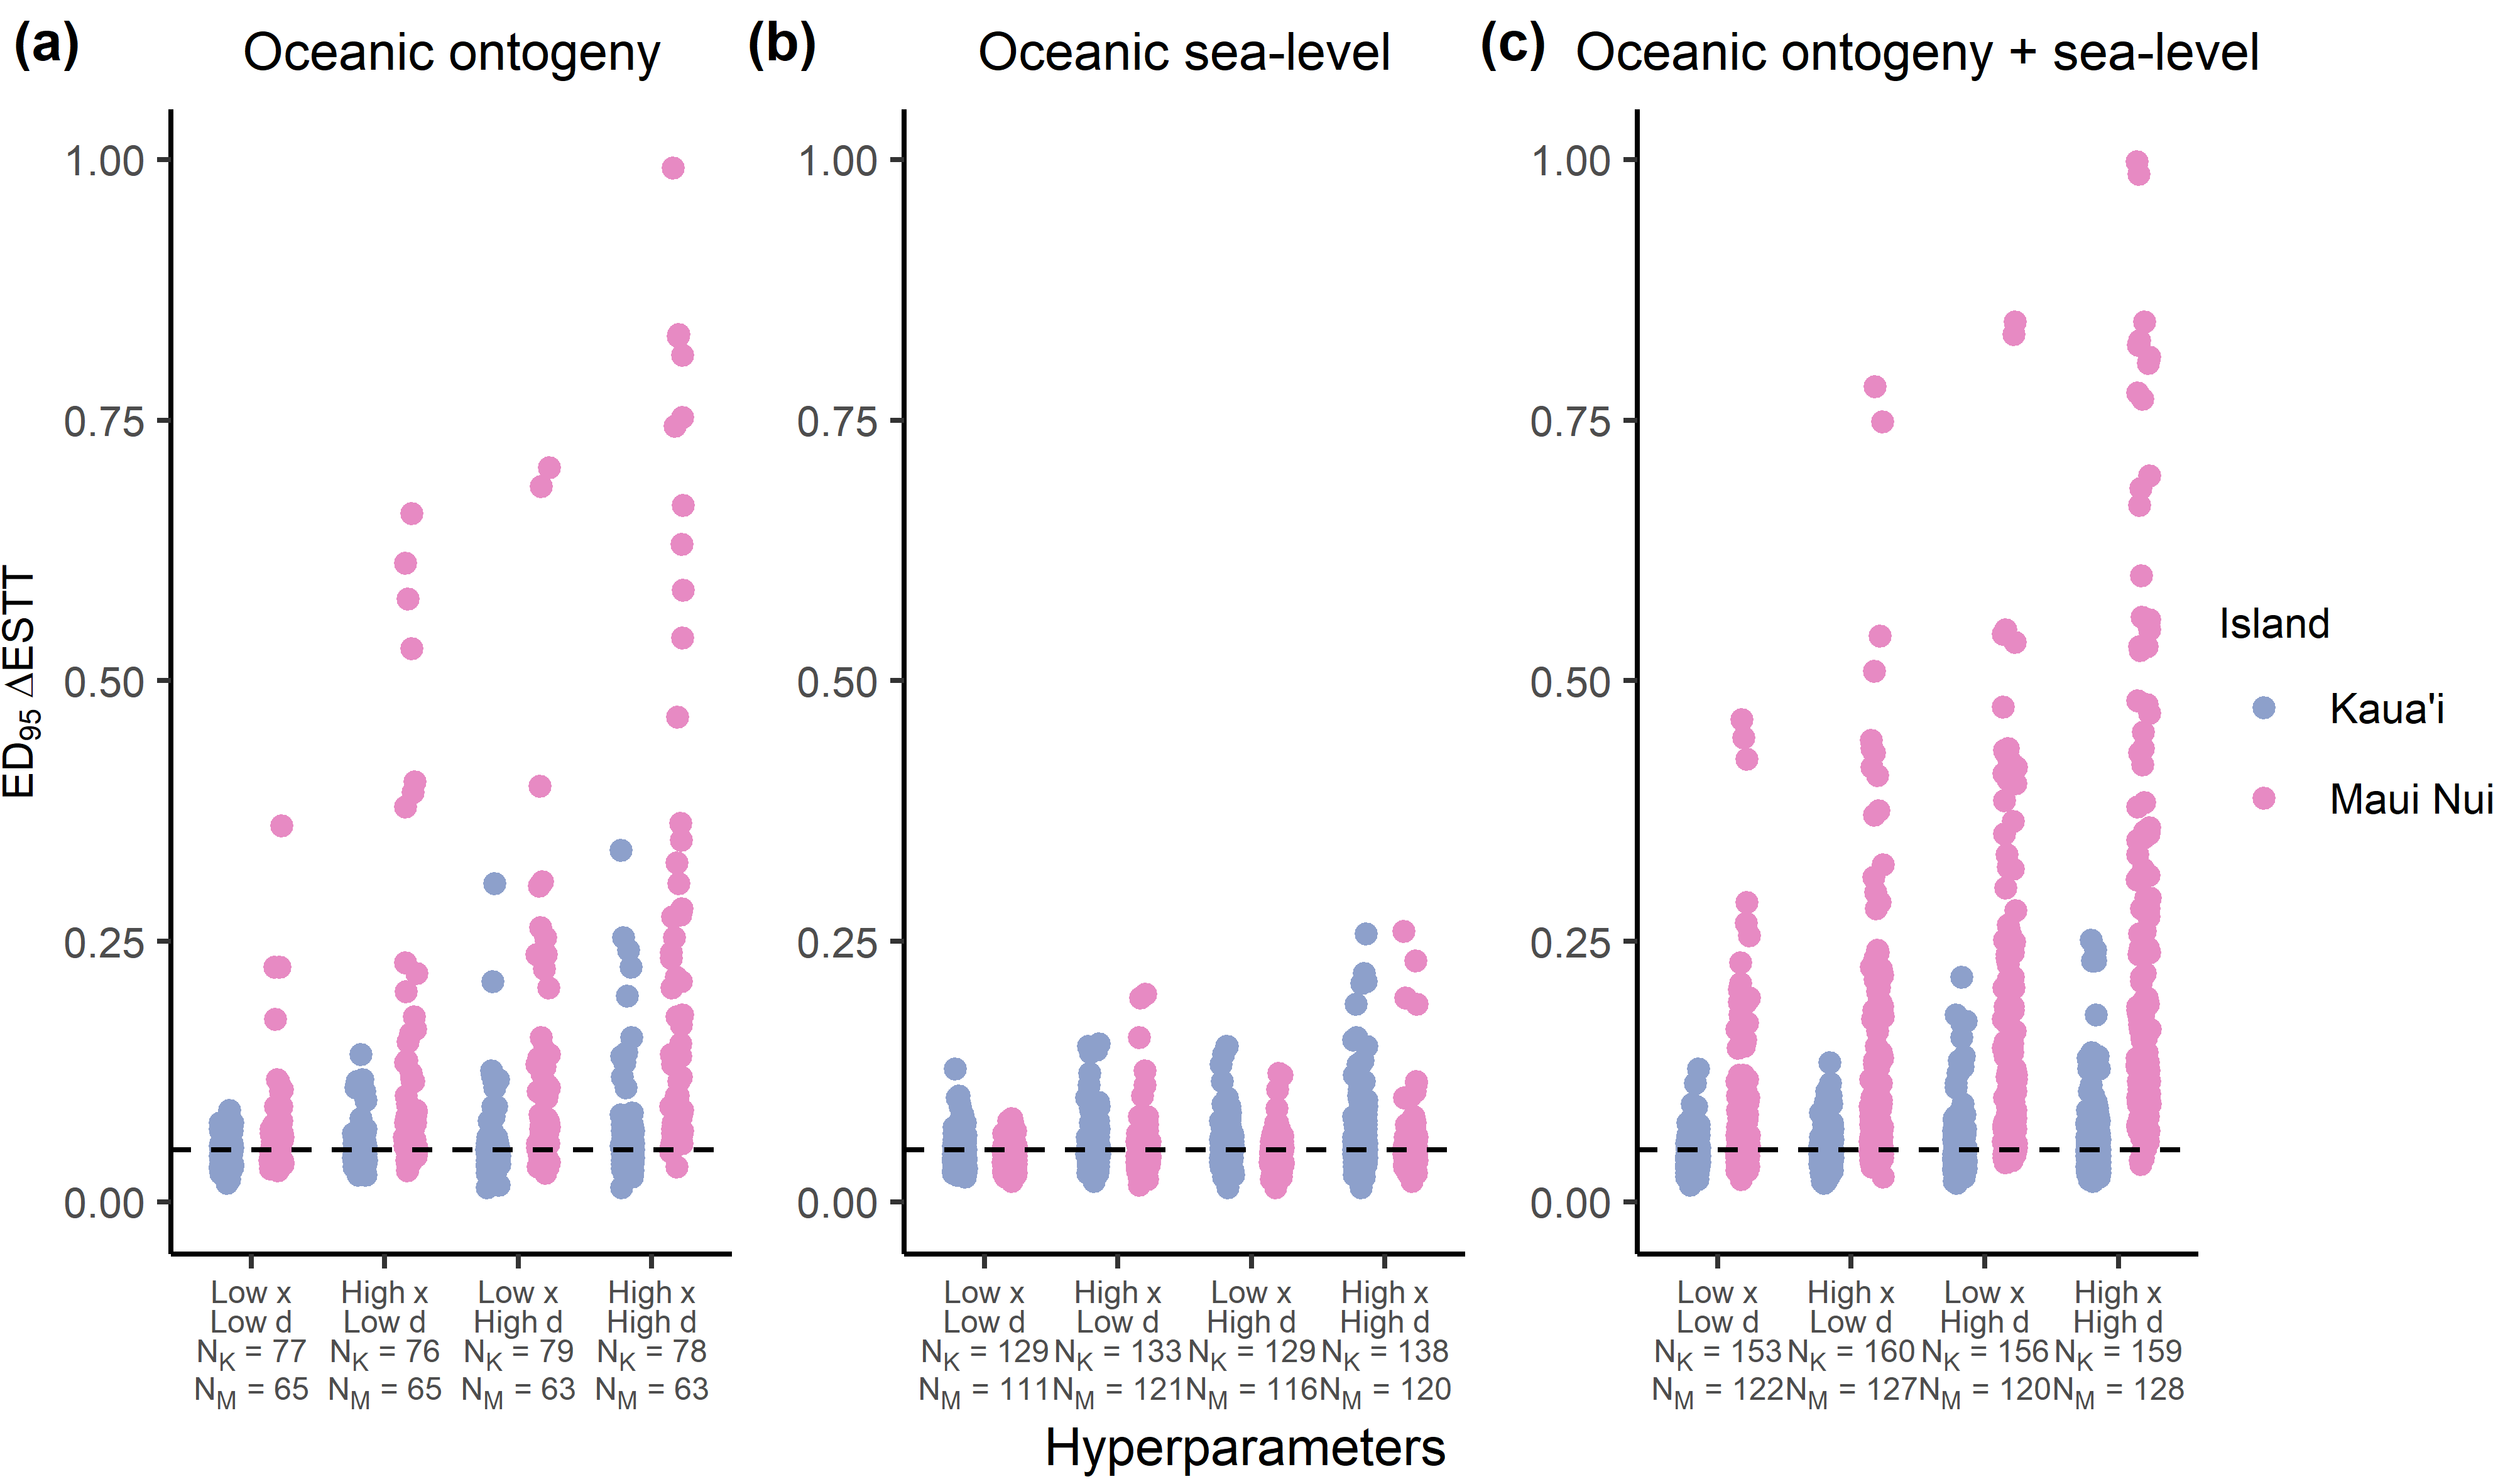 (a)
Oceanic ontogeny
(b)
Oceanic sea-level
(c)
Oceanic ontogeny + sea-level
ED95 ΔESTT
1.00
0.75
0.50
0.25
0.00
1.00
0.75
0.50
0.25
0.00
1.00
0.75
0.50
0.25
0.00
Low x
Low d
NK = 77
NM = 65
High x
Low d
NK = 76
NM = 65
Low x
High d
NK = 79
NM = 63
High x
High d
NK = 78
NM = 63
Low x
Low d
NK = 129
NM = 111
High x
Low d
NK = 133
NM = 121
Low x
High d
NK = 129
NM = 116
High x
High d
NK = 138
NM = 120
Low x
Low d
NK = 153
NM = 122
High x
Low d
NK = 160
NM = 127
Low x
High d
NK = 156
NM = 120
High x
High d
NK = 159
NM = 128
Hyperparameters
Island
Kaua'i
Maui Nui